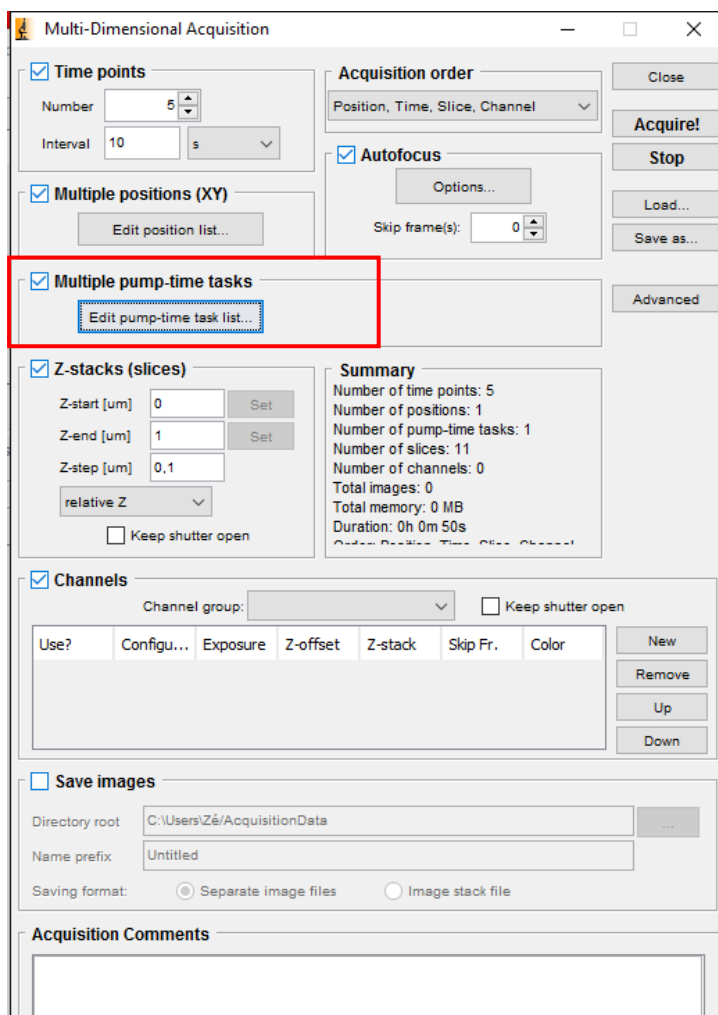 Multi-Dimensional Acquisition
Time points
Number 5
Interval 10 s
Acquisition order
Position, Time, Slice, Channel
Close
Acquire!
Stop
Autofocus
Options...
Skip frame(s): 0
Multiple positions (XY)
Edit position list...
Load...
Save as...
Multiple pump-time tasks
Edit pump-time task list...
Advanced
Z-stacks (slices)
Z-start [um] 0 Set
Z-end [um] 1 Set
Z-step [um] 0,1
relative Z
Keep shutter open
Summary
Number of time points: 5
Number of positions: 1
Number of pump-time tasks: 1
Number of slices: 11
Number of channels: 0
Total images: 0
Total memory: 0 MB
Duration: 0h 0m 50s
Order: Position, Time, Slice, Channel
Channels
Channel group: Keep shutter open
Use? Configu... Exposure Z-offset Z-stack Skip Fr. Color
New
Remove
Up
Down
Save images
Directory root C:\Users\Zé/AcquisitionData ...
Name prefix Untitled
Saving format: Separate image files Image stack file
Acquisition Comments